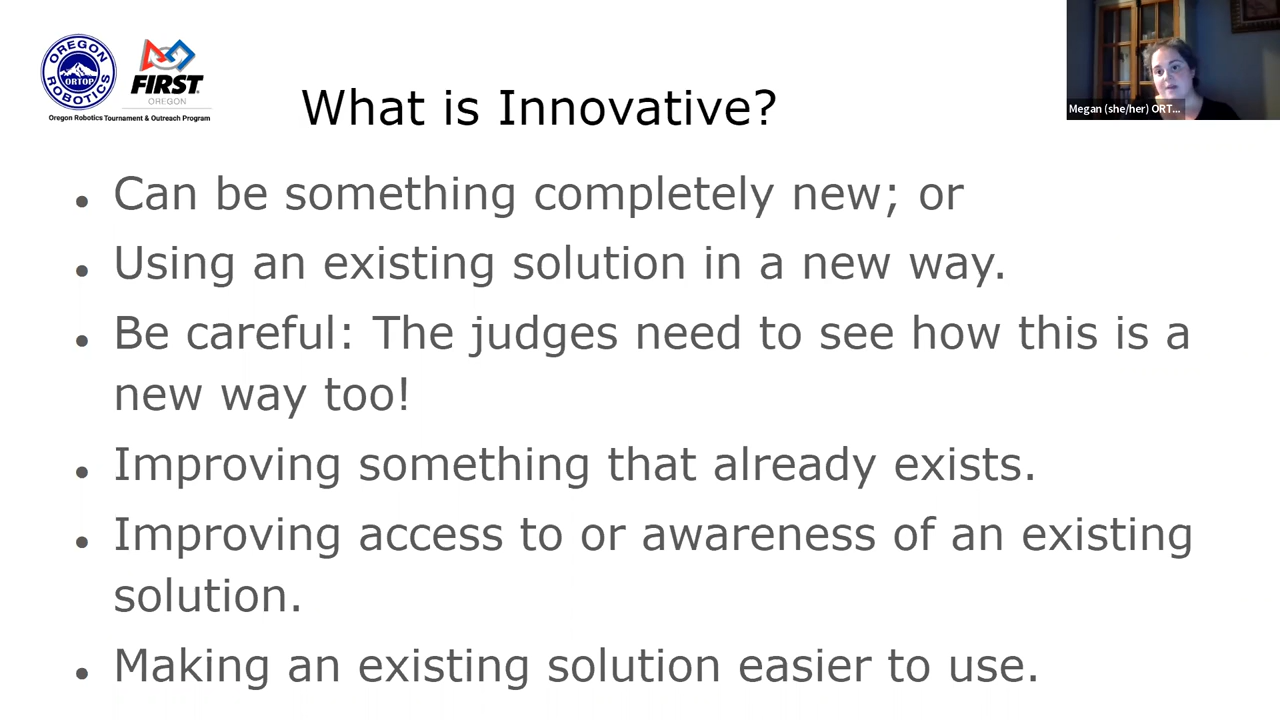 OREGON ROBOTICS
ORTOP
FIRST
OREGON
Oregon Robotics Tournament & Outreach Program
Megan (she/her) ORT...
What is Innovative?
• Can be something completely new; or
• Using an existing solution in a new way.
• Be careful: The judges need to see how this is a
new way too!
• Improving something that already exists.
• Improving access to or awareness of an existing
solution.
• Making an existing solution easier to use.